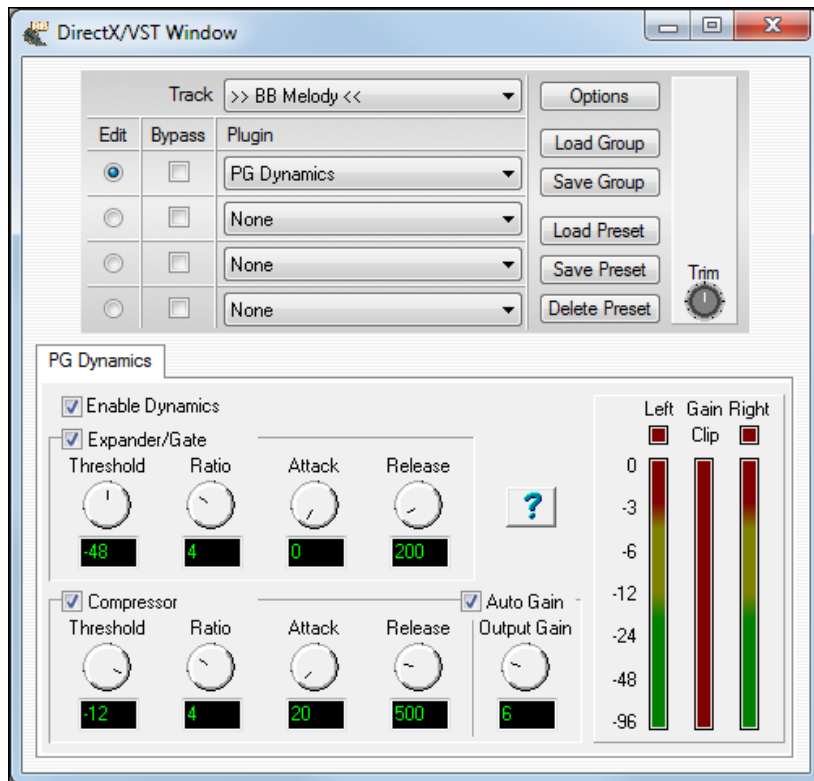 DirectX/VST Window
Track >> BB Melody << Options
Edit Bypass Plugin
Load Group
PG Dynamics
Save Group
None
Load Preset
None
Save Preset
Trim
None
Delete Preset
PG Dynamics
Enable Dynamics
Left Gain Right
Clip
Expander/Gate
Threshold Ratio Attack Release
-48 4 0 200
?
Compressor
Auto Gain
Threshold Ratio Attack Release Output Gain
-12 4 20 500 6
0
-3
-6
-12
-24
-48
-96